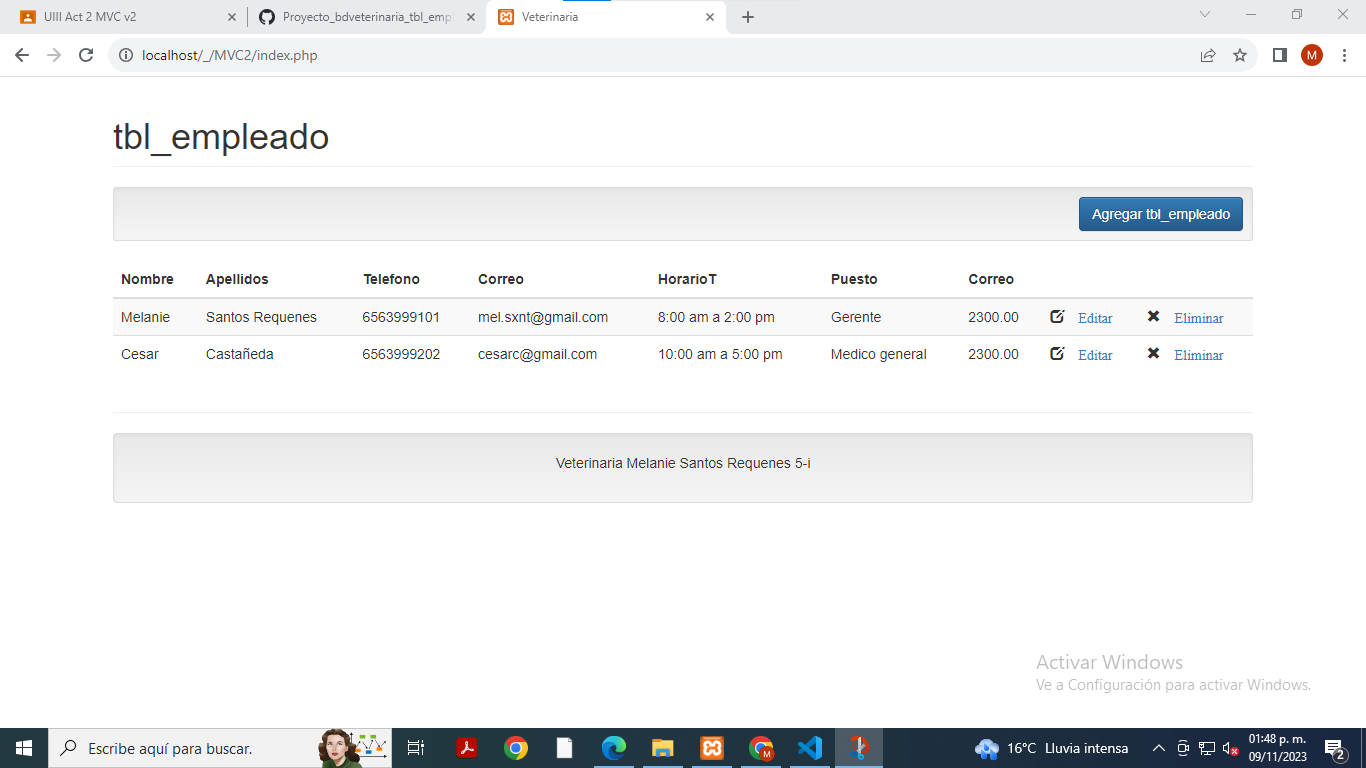 UIII Act 2 MVC v2
Proyecto_bdveterinaria_tbl_emp
Veterinaria
localhost/_/MVC2/index.php
M
tbl_empleado
Agregar tbl_empleado
Nombre Apellidos Telefono Correo HorarioT Puesto Correo
Melanie Santos Requenes 6563999101 mel.sxnt@gmail.com 8:00 am a 2:00 pm Gerente 2300.00 Editar Eliminar
Cesar Castañeda 6563999202 cesarc@gmail.com 10:00 am a 5:00 pm Medico general 2300.00 Editar Eliminar
Veterinaria Melanie Santos Requenes 5-i
Activar Windows
Ve a Configuración para activar Windows.
Escribe aquí para buscar.
M
16°C Lluvia intensa
01:48 p. m.
09/11/2023
2